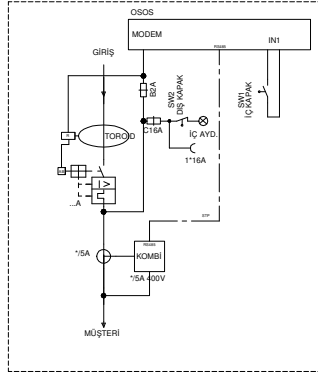 OSOS
MODEM
RS485
IN1
GİRİŞ
B2A
SW2
DIŞ KAPAK
SW1
İÇ KAPAK
C16A
İÇ AYD.
1*16A
R
TOROİD
...A
STP
*/5A
RS485
KOMBİ
*/5A 400V
MÜŞTERİ